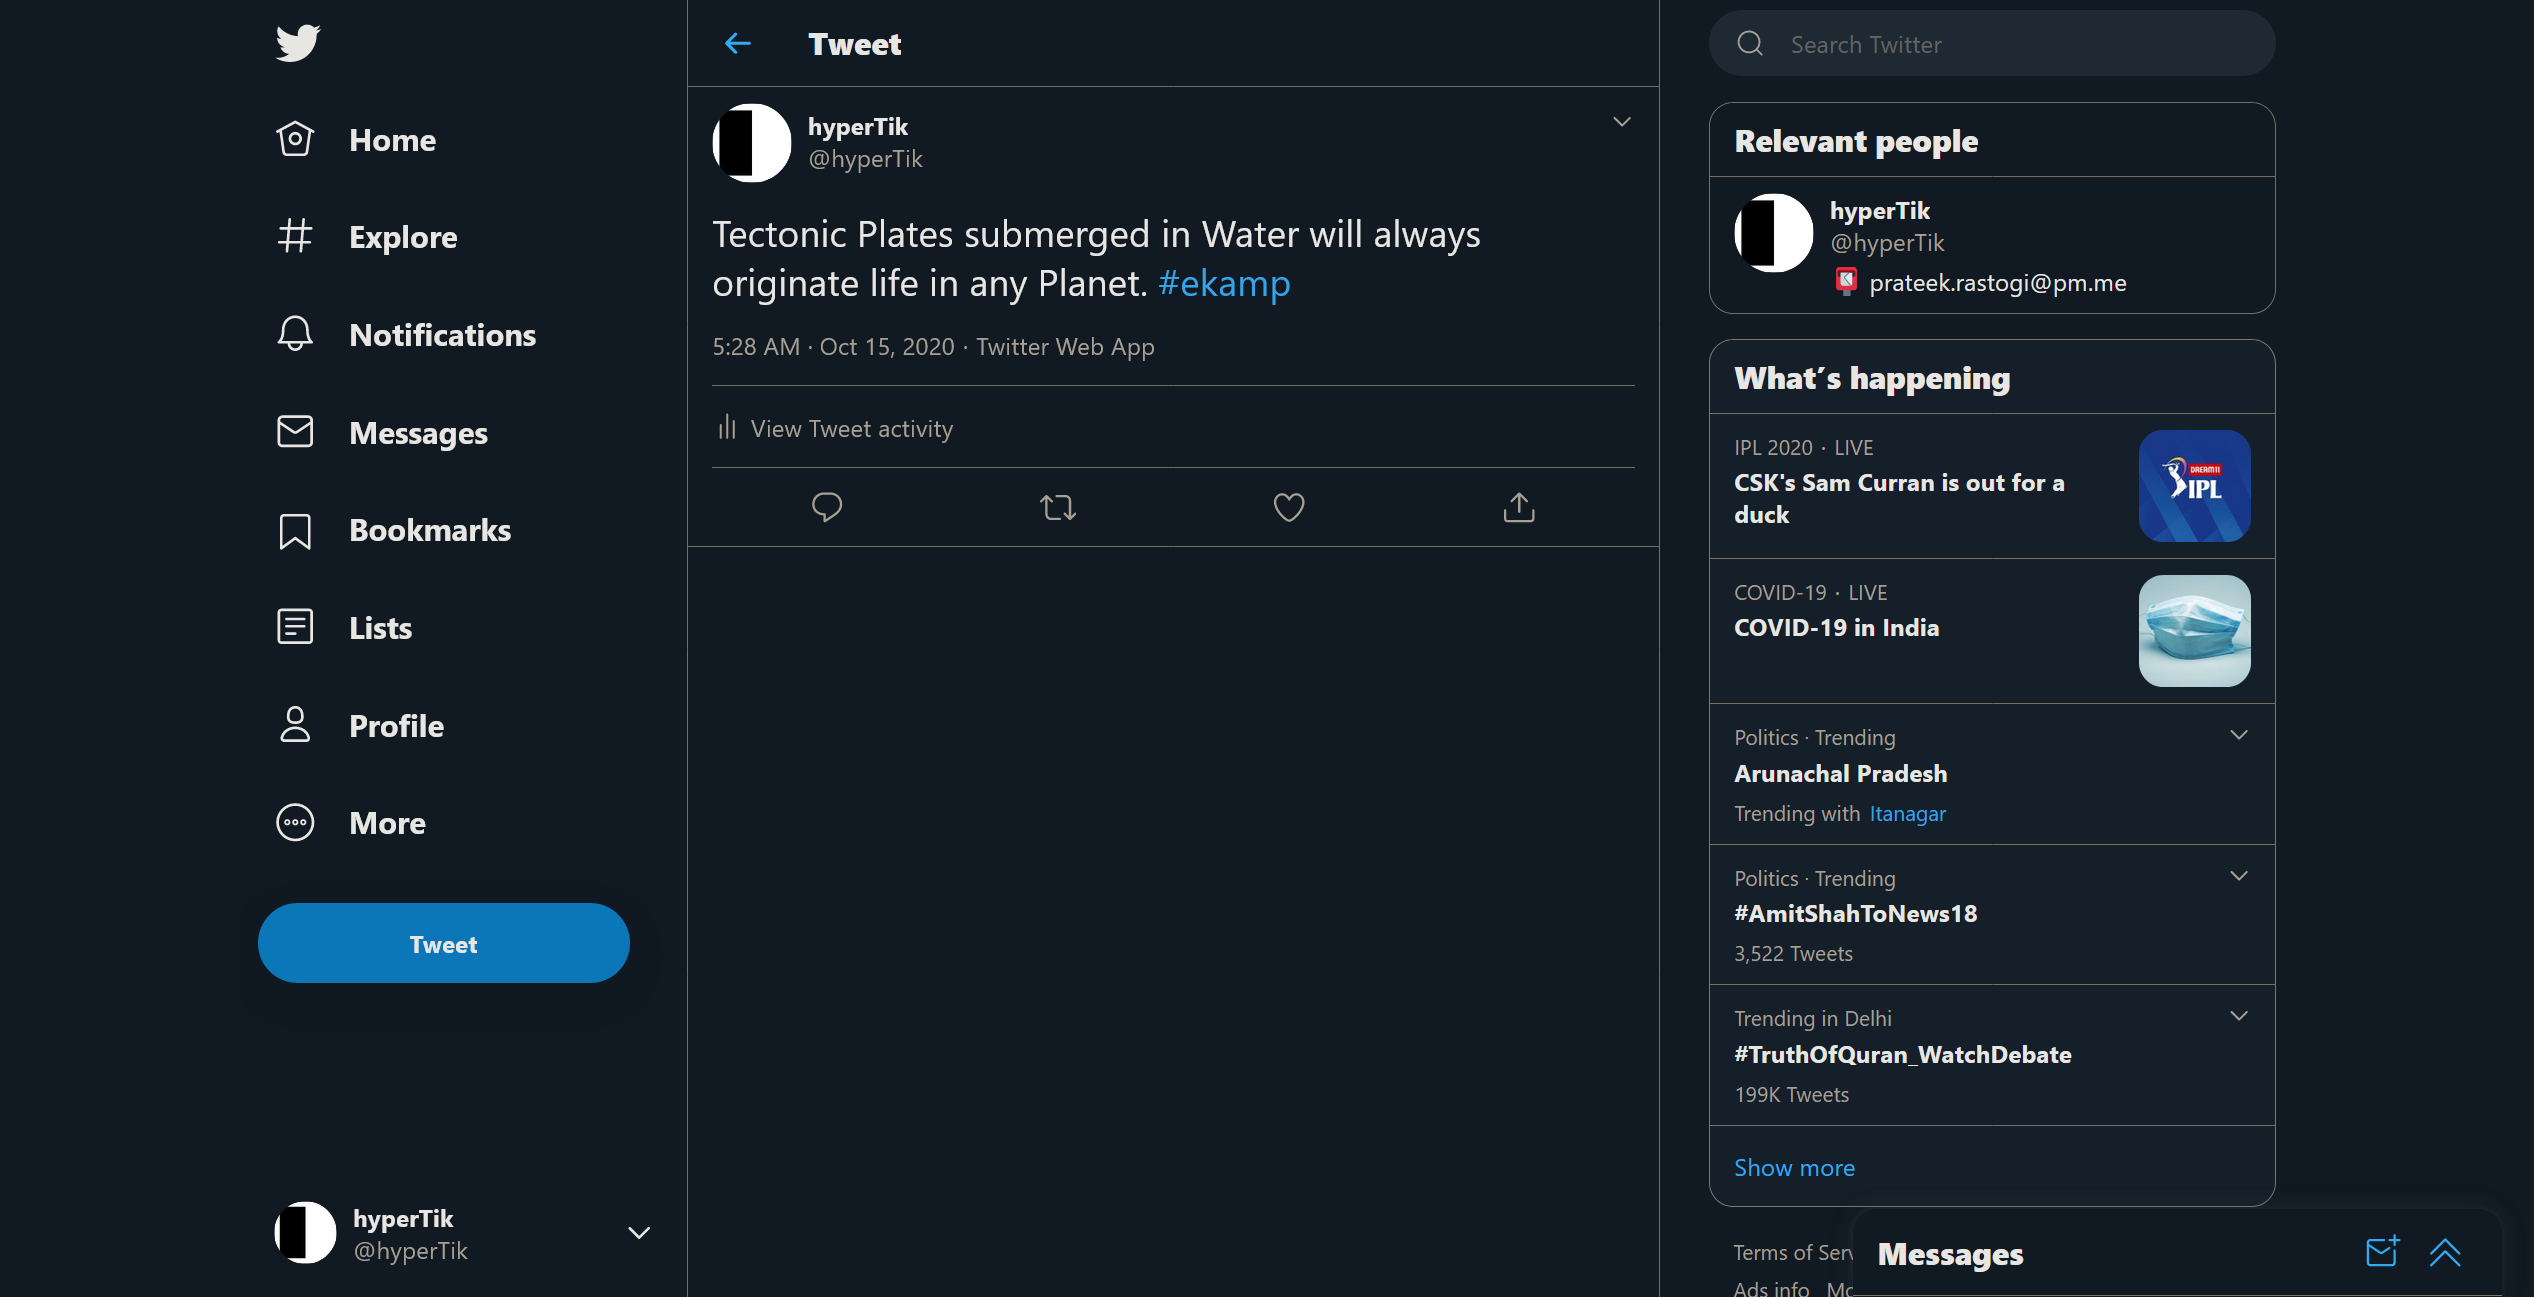 Home
Explore
Notifications
Messages
Bookmarks
Lists
Profile
More
Tweet
hyperTik
@hyperTik
Tweet
hyperTik
@hyperTik
Tectonic Plates submerged in Water will always
originate life in any Planet. #ekamp
5:28 AM · Oct 15, 2020 · Twitter Web App
View Tweet activity
Search Twitter
Relevant people
hyperTik
@hyperTik
prateek.rastogi@pm.me
What´s happening
IPL 2020 · LIVE
CSK's Sam Curran is out for a
duck
DREAM11
IPL
COVID-19 · LIVE
COVID-19 in India
Politics · Trending
Arunachal Pradesh
Trending with Itanagar
Politics · Trending
#AmitShahToNews18
3,522 Tweets
Trending in Delhi
#TruthOfQuran_WatchDebate
199K Tweets
Show more
Terms of
Ads info
Messages